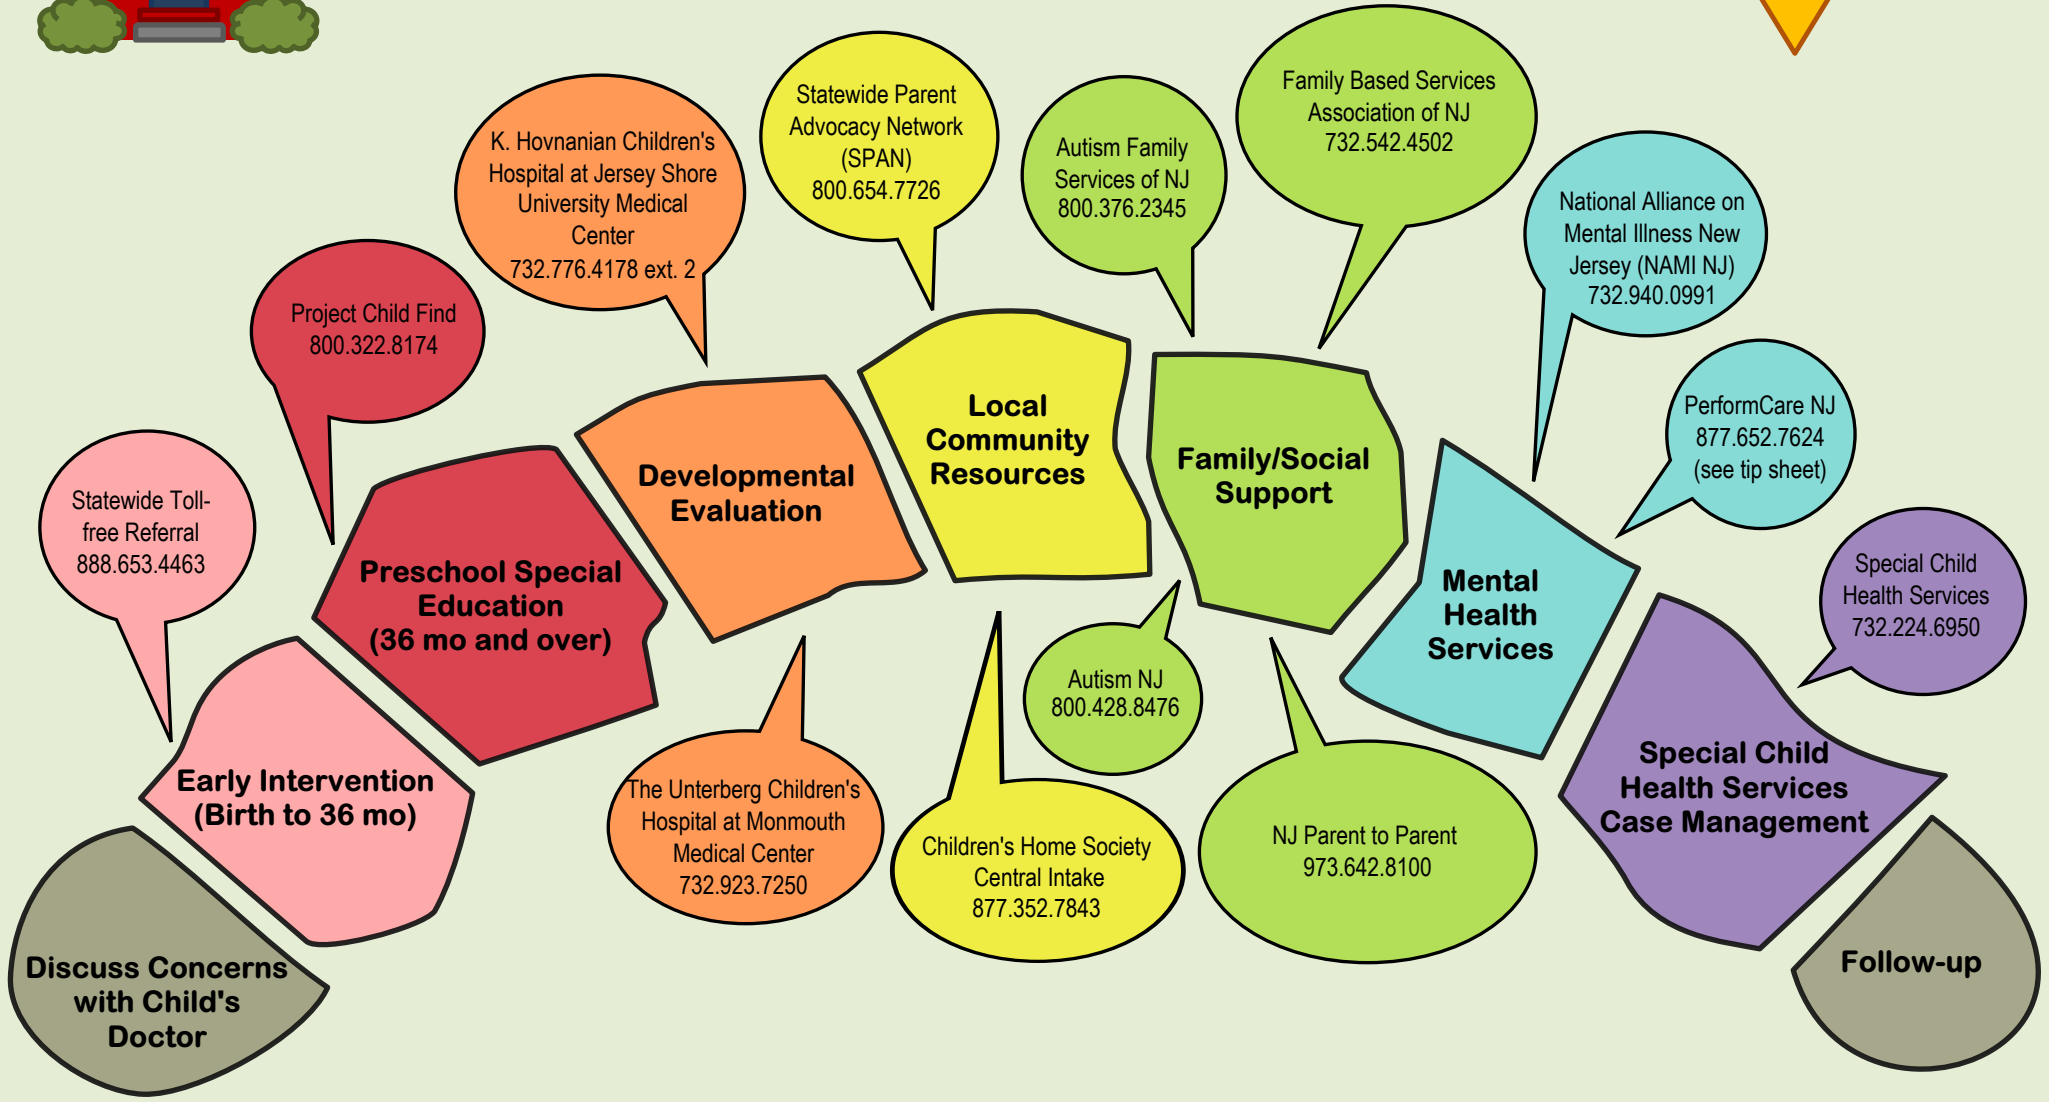 Family Based Services
Association of NJ
732.542.4502
Statewide Parent
Advocacy Network
(SPAN)
800.654.7726
K. Hovnanian Children's
Hospital at Jersey Shore
University Medical
Center
732.776.4178 ext. 2
Autism Family
Services of NJ
800.376.2345
National Alliance on
Mental Illness New
Jersey (NAMI NJ)
732.940.0991
Project Child Find
800.322.8174
PerformCare NJ
877.652.7624
(see tip sheet)
Statewide Toll-
free Referral
888.653.4463
Special Child
Health Services
732.224.6950
Discuss Concerns
with Child's
Doctor
Early Intervention
(Birth to 36 mo)
Preschool Special
Education
(36 mo and over)
Developmental
Evaluation
Local
Community
Resources
Family/Social
Support
Mental
Health
Services
Special Child
Health Services
Case Management
Follow-up
The Unterberg Children's
Hospital at Monmouth
Medical Center
732.923.7250
Children's Home Society
Central Intake
877.352.7843
Autism NJ
800.428.8476
NJ Parent to Parent
973.642.8100